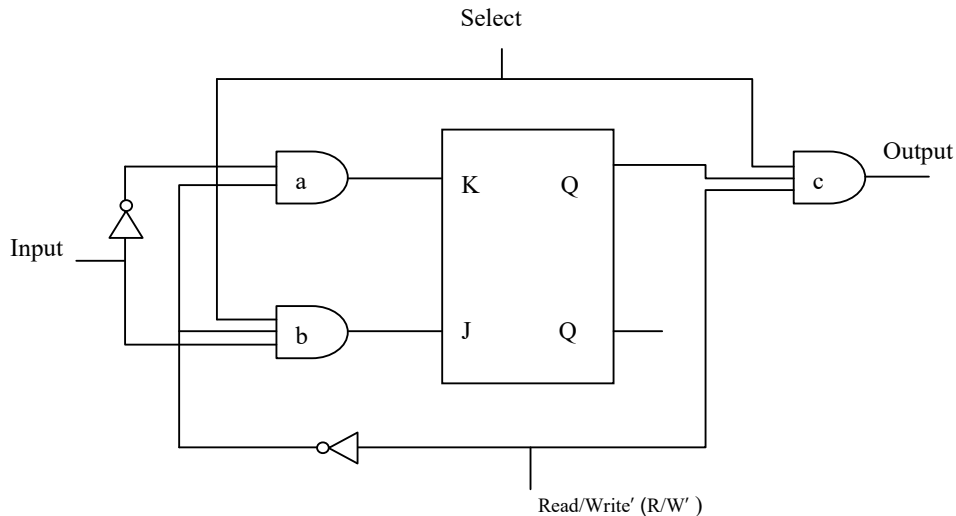 Select
Output
a
K
Q
c
Input
b
J
Q
Read/Write′ (R/W′ )